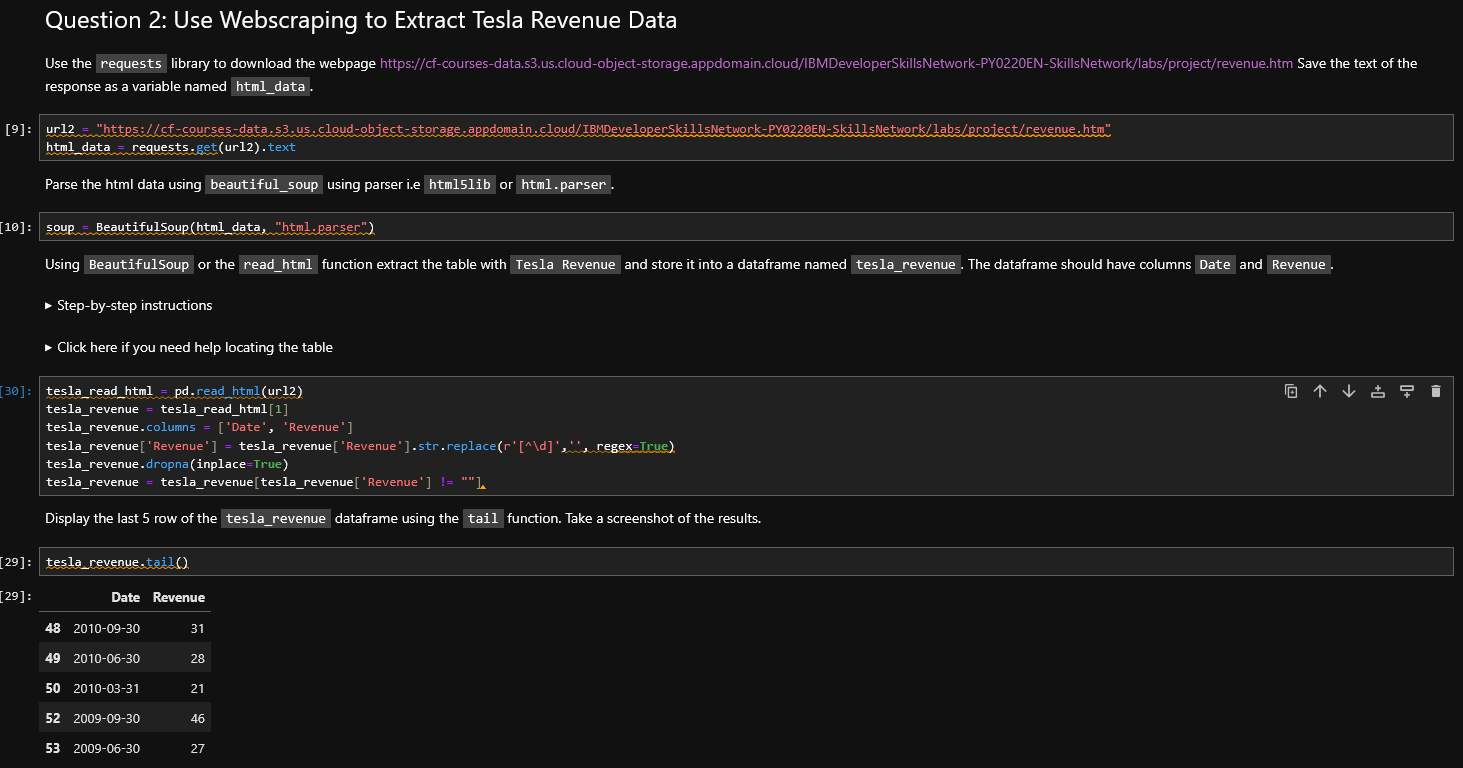 Question 2: Use Webscraping to Extract Tesla Revenue Data
Use the requests library to download the webpage https://cf-courses-data.s3.us.cloud-object-storage.appdomain.cloud/IBMDeveloperSkillsNetwork-PY0220EN-SkillsNetwork/labs/project/revenue.htm Save the text of the
response as a variable named html_data.
[9]: url2 = "https://cf-courses-data.s3.us.cloud-object-storage.appdomain.cloud/IBMDeveloperSkillsNetwork-PY0220EN-SkillsNetwork/labs/project/revenue.htm"
html_data = requests.get(url2).text
Parse the html data using beautiful_soup using parser i.e html5lib or html.parser.
[10]: soup = BeautifulSoup(html_data, "html.parser")
Using BeautifulSoup or the read_html function extract the table with Tesla Revenue and store it into a dataframe named tesla_revenue. The dataframe should have columns Date and Revenue.
▸ Step-by-step instructions
▸ Click here if you need help locating the table
[30]: tesla_read_html = pd.read_html(url2)
tesla_revenue = tesla_read_html[1]
tesla_revenue.columns = ['Date', 'Revenue']
tesla_revenue['Revenue'] = tesla_revenue['Revenue'].str.replace(r'[^\d]','', regex=True)
tesla_revenue.dropna(inplace=True)
tesla_revenue = tesla_revenue[tesla_revenue['Revenue'] != ""]
Display the last 5 row of the tesla_revenue dataframe using the tail function. Take a screenshot of the results.
[29]: tesla_revenue.tail()
[29]: Date Revenue
48 2010-09-30 31
49 2010-06-30 28
50 2010-03-31 21
52 2009-09-30 46
53 2009-06-30 27